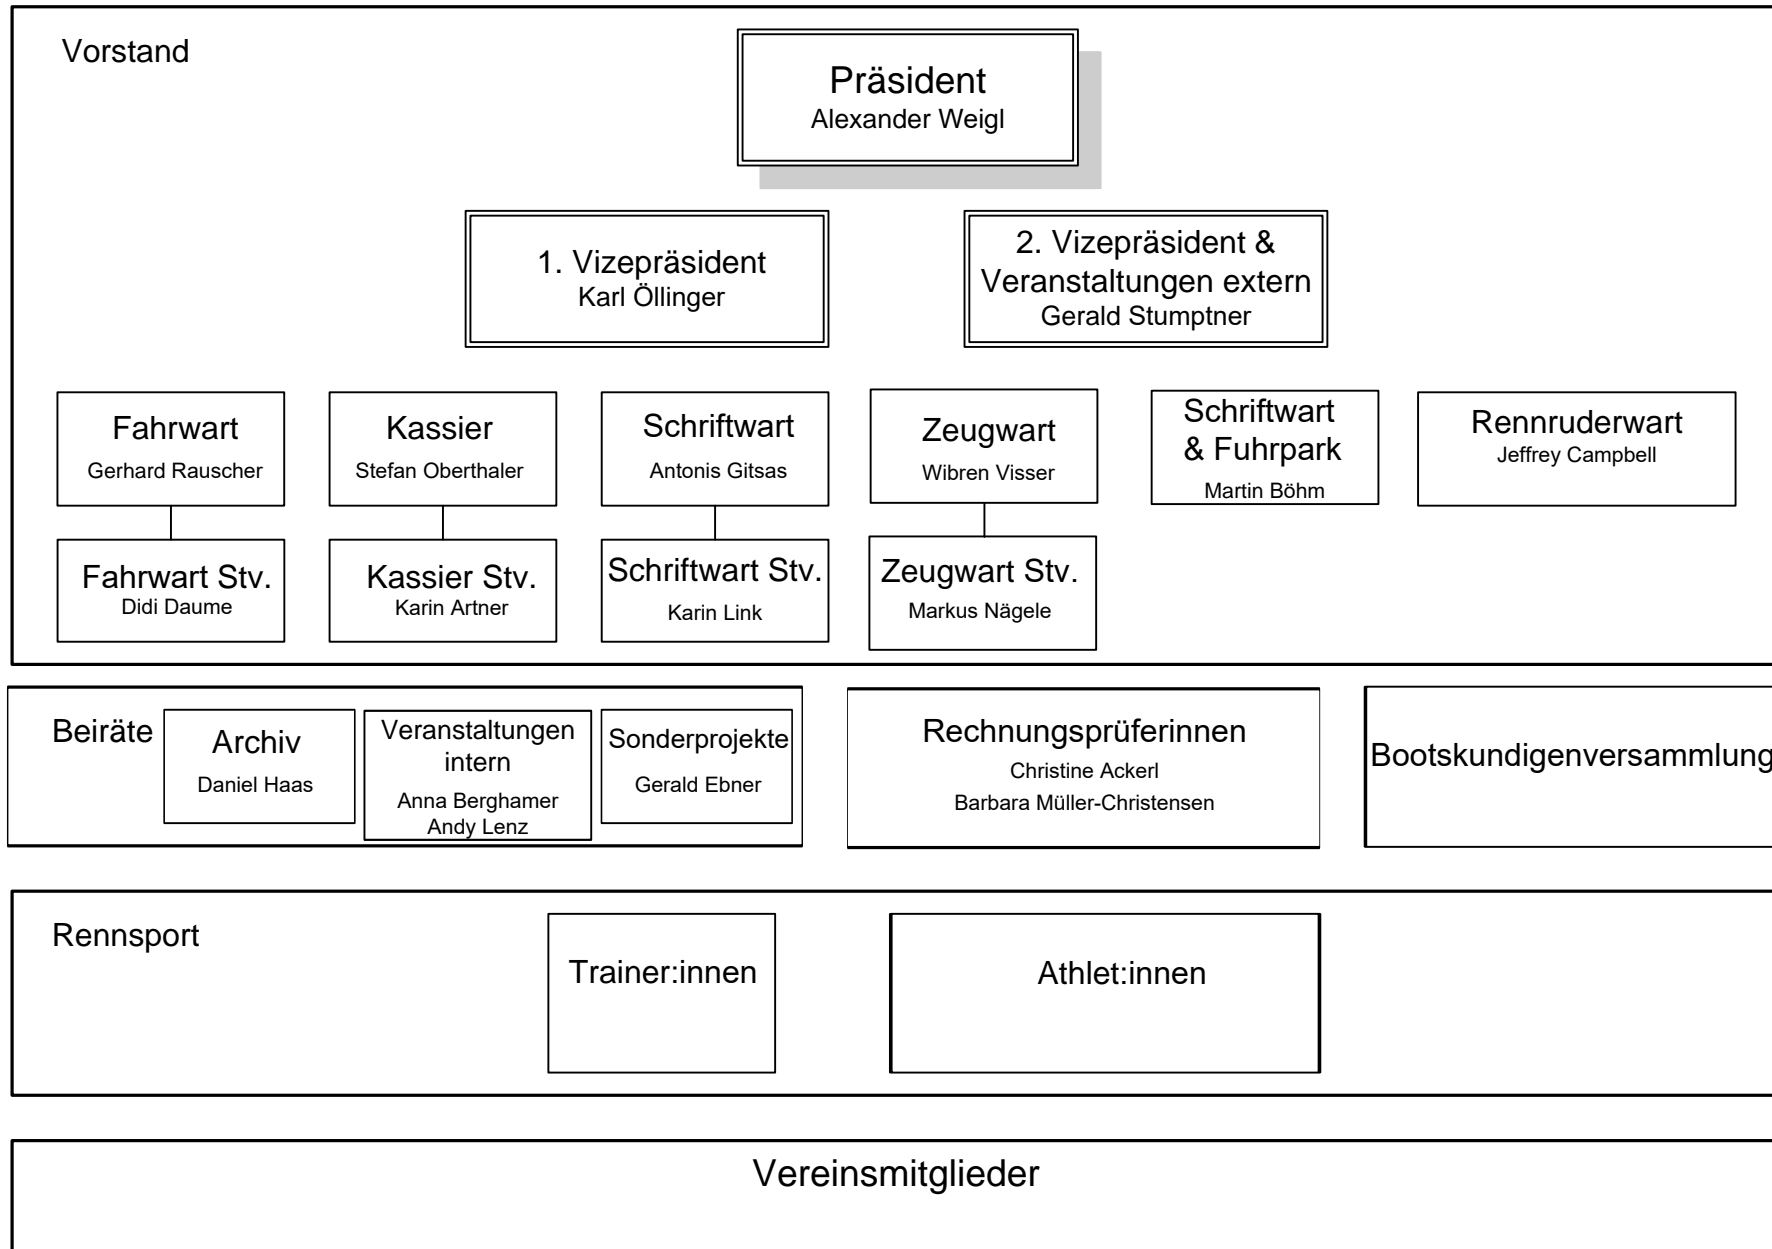 Vorstand
Präsident
Alexander Weigl
1. Vizepräsident
Karl Öllinger
2. Vizepräsident &
Veranstaltungen extern
Gerald Stumptner
Fahrwart
Gerhard Rauscher
Kassier
Stefan Oberthaler
Schriftwart
Antonis Gitsas
Zeugwart
Wibren Visser
Schriftwart
& Fuhrpark
Martin Böhm
Rennruderwart
Jeffrey Campbell
Fahrwart Stv.
Didi Daume
Kassier Stv.
Karin Artner
Schriftwart Stv.
Karin Link
Zeugwart Stv.
Markus Nägele
Beiräte
Archiv
Daniel Haas
Veranstaltungen
intern
Anna Berghamer
Andy Lenz
Sonderprojekte
Gerald Ebner
Rechnungsprüferinnen
Christine Ackerl
Barbara Müller-Christensen
Bootskundigenversammlung
Rennsport
Trainer:innen
Athlet:innen
Vereinsmitglieder